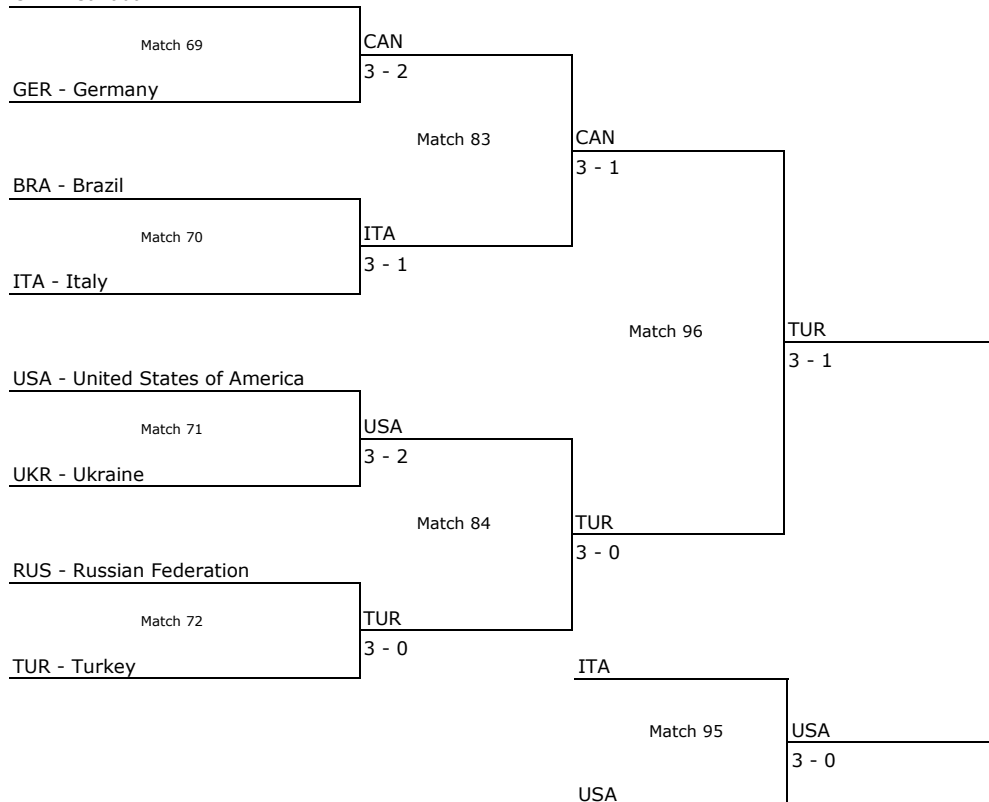 Match 69
CAN
3 - 2
GER - Germany
Match 83
CAN
3 - 1
BRA - Brazil
Match 70
ITA
3 - 1
ITA - Italy
Match 96
TUR
3 - 1
USA - United States of America
Match 71
USA
3 - 2
UKR - Ukraine
Match 84
TUR
3 - 0
RUS - Russian Federation
Match 72
TUR
3 - 0
TUR - Turkey
ITA
Match 95
USA
3 - 0
USA